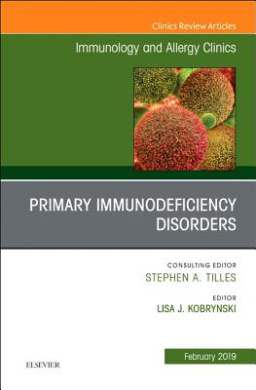 Clinics Review Articles
Immunology and Allergy Clinics
PRIMARY IMMUNODEFICIENCY
DISORDERS
CONSULTING EDITOR
STEPHEN A. TILLES
EDITOR
LISA J. KOBRYNSKI
ELSEVIER
February 2019